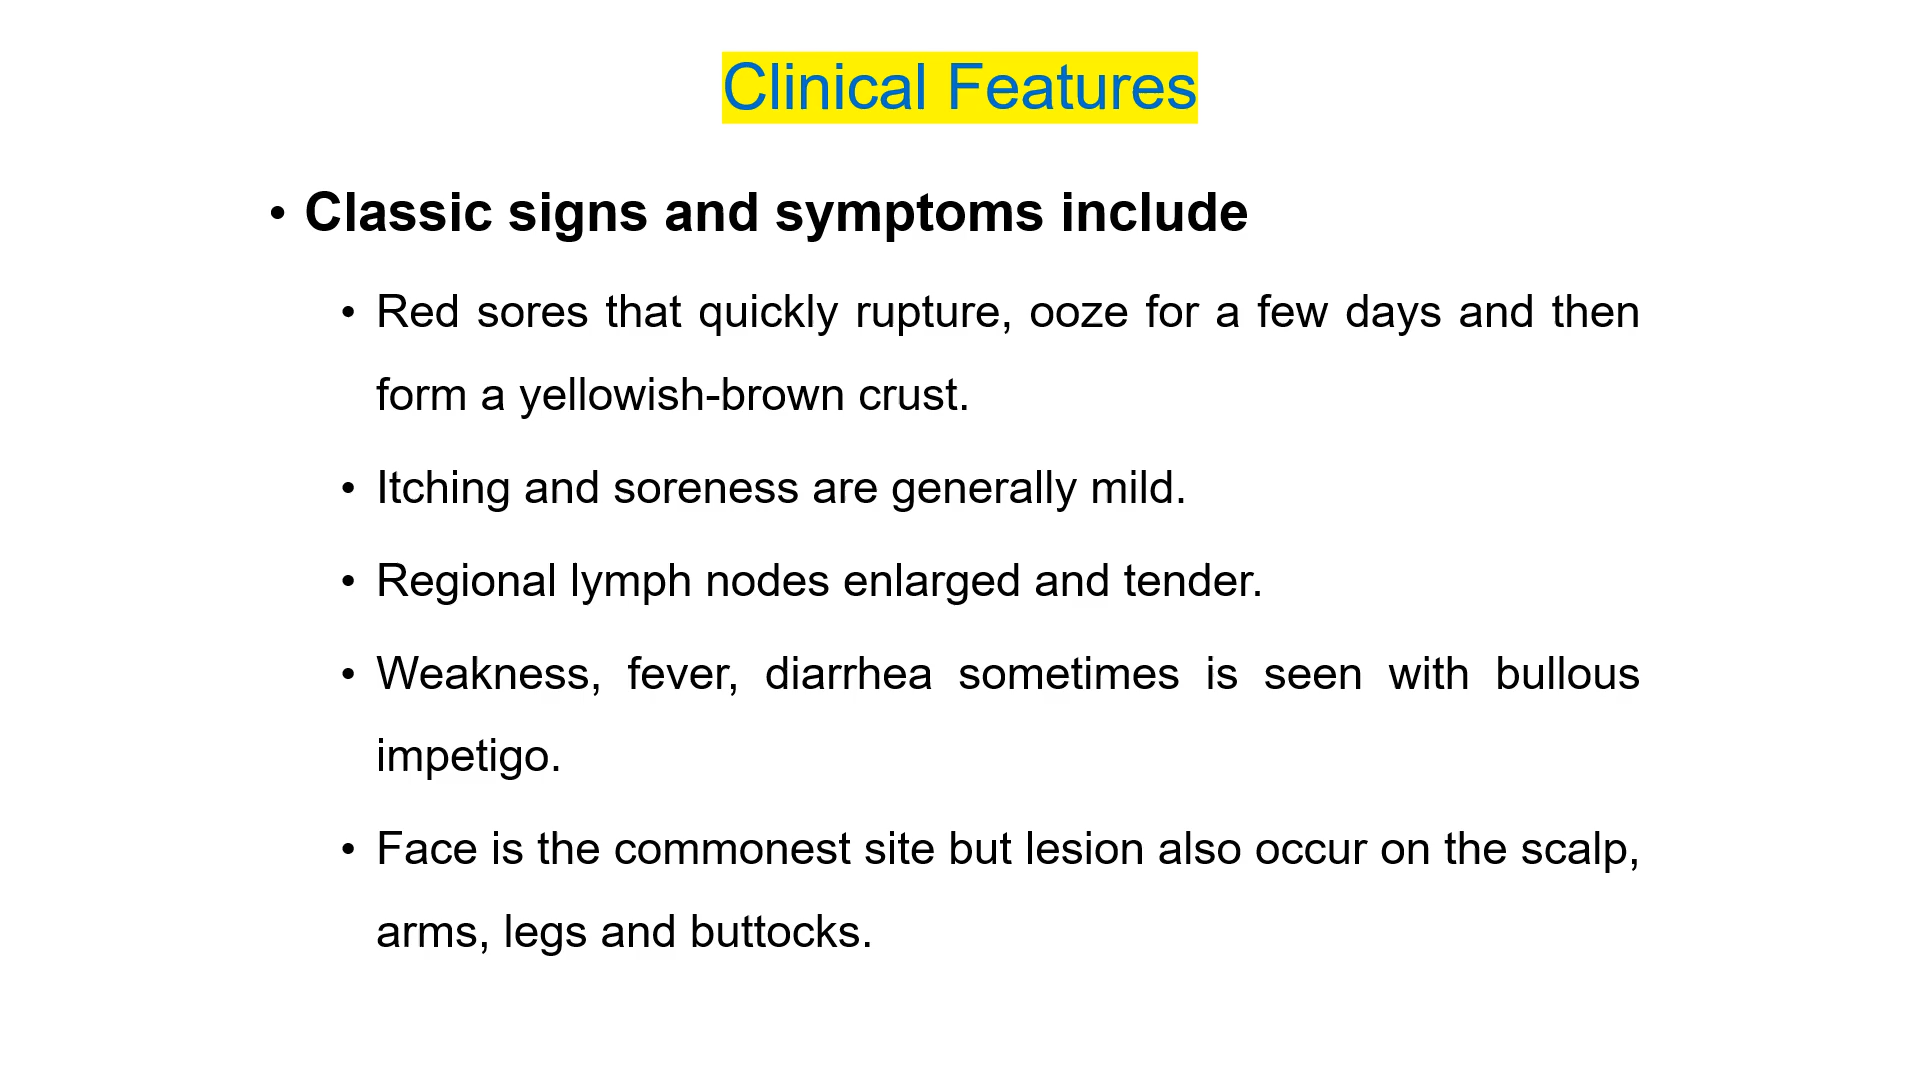 Clinical Features
• Classic signs and symptoms include
• Red sores that quickly rupture, ooze for a few days and then
form a yellowish-brown crust.
• Itching and soreness are generally mild.
• Regional lymph nodes enlarged and tender.
• Weakness, fever, diarrhea sometimes is seen with bullous
impetigo.
• Face is the commonest site but lesion also occur on the scalp,
arms, legs and buttocks.